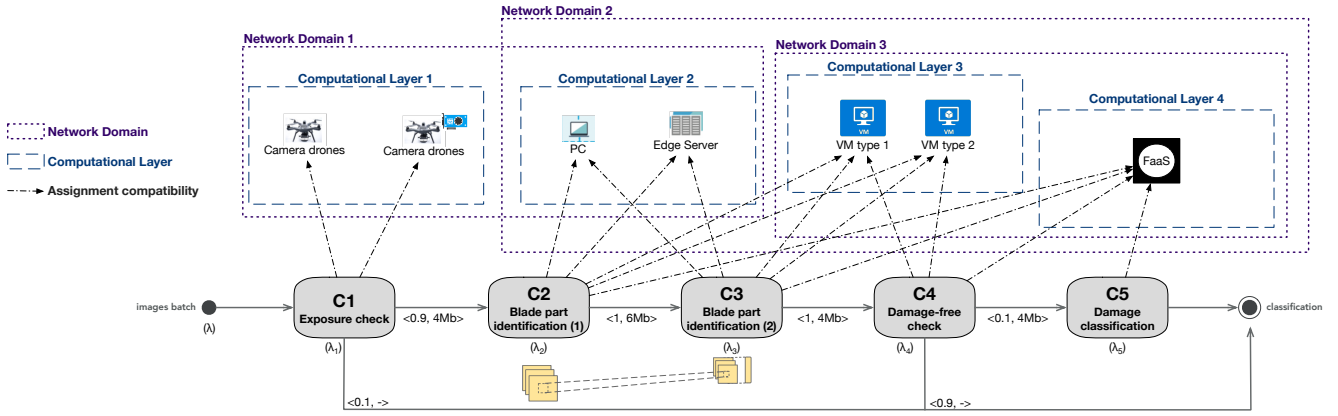 Network Domain 2
Network Domain 1
Network Domain 3
Computational Layer 1
Computational Layer 2
Computational Layer 3
Computational Layer 4
Network Domain
Computational Layer
Assignment compatibility
Camera drones
Camera drones
PC
Edge Server
VM
VM type 1
VM
VM type 2
FaaS
images batch
(λ)
C1
Exposure check
(λ₁)
<0.9, 4Mb>
C2
Blade part
identification (1)
(λ₂)
<1, 6Mb>
C3
Blade part
identification (2)
(λ₃)
<1, 4Mb>
C4
Damage-free
check
(λ₄)
<0.1, 4Mb>
C5
Damage
classification
(λ₅)
classification
<0.1, ->
<0.9, ->